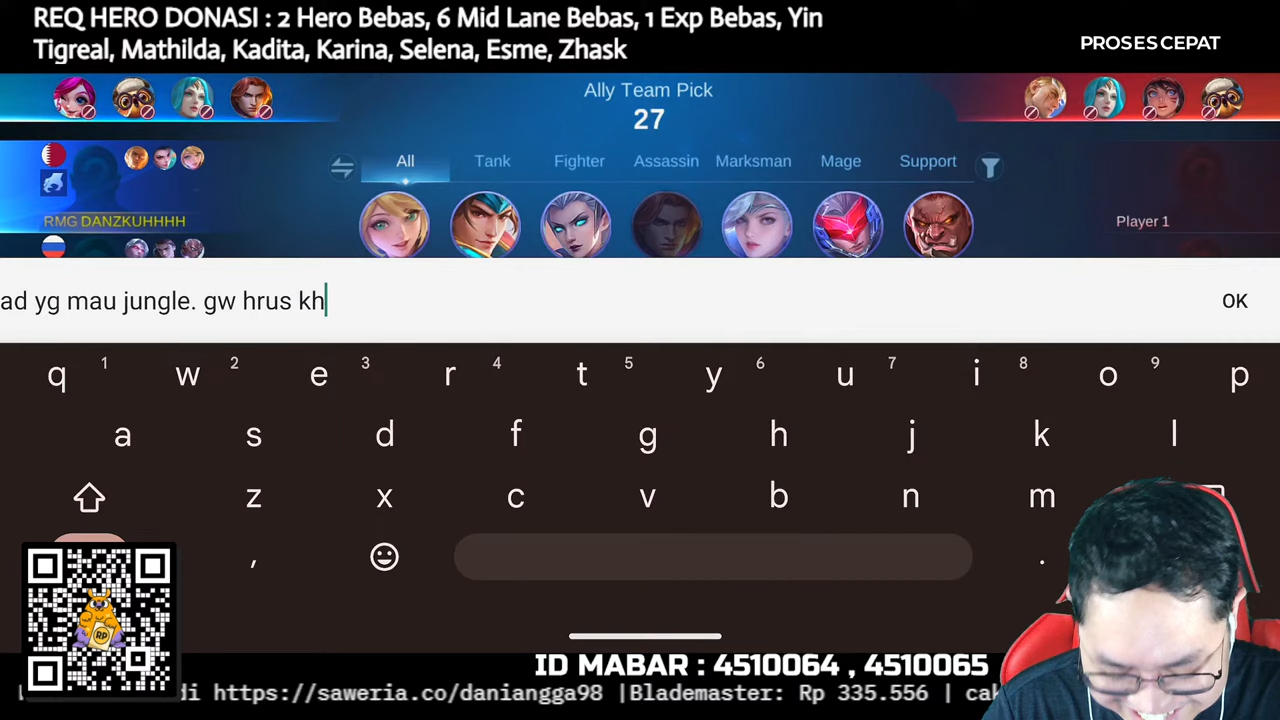 REQ HERO DONASI : 2 Hero Bebas, 6 Mid Lane Bebas, 1 Exp Bebas, Yin
Tigreal, Mathilda, Kadita, Karina, Selena, Esme, Zhask
PROSES CEPAT
Ally Team Pick
27
All Tank Fighter Assassin Marksman Mage Support
RMG DANZKUHHHH
Player 1
ad yg mau jungle. gw hrus kh
OK
q 1 w 2 e 3 r 4 t 5 y 6 u 7 i 8 o 9 p
a s d f g h j k l
z x c v b n m
, .
RP
ID MABAR : 4510064 , 4510065
di https://saweria.co/daniangga98 |Blademaster: Rp 335.556 | cak